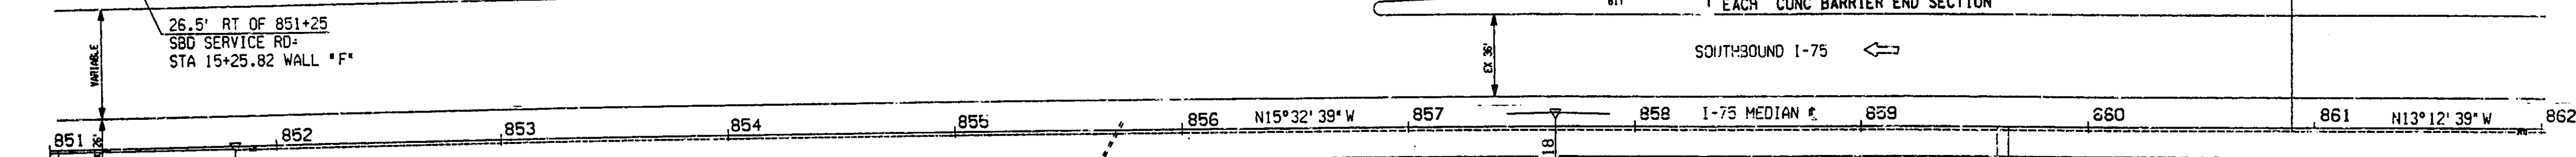 EACH CONC BARRIER END SECTION
26.5' RT OF 851+25
SBD SERVICE RD=
STA 15+25.82 WALL "F"
VARIABLE
EX 36'
SOUTHBOUND I-75
851
852
853
854
855
856
N15°32'39"W
857
858
I-75 MEDIAN ℄
859
860
861
N13°12'39"W
862
26'
18